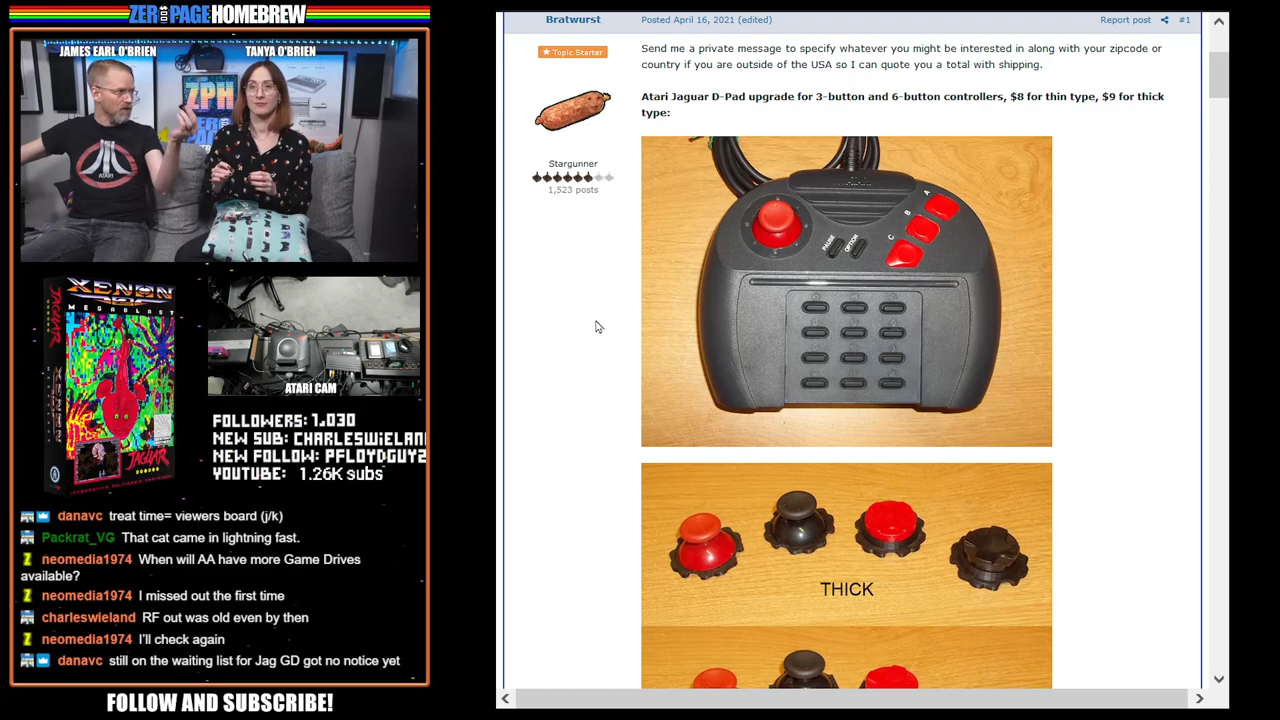 ZERO PAGE HOMEBREW
JAMES EARL O'BRIEN
TANYA O'BRIEN
ZPH
ATARI
XENON
MEGABLAST
JAGUAR
JAGUAR
ATARI CAM
FOLLOWERS: 1,030
NEW SUB: CHARLESWIELAN
NEW FOLLOW: PFLOYDGUY2
YOUTUBE: 1.26K subs
danavc treat time= viewers board (j/k)
Packrat_VG That cat came in lightning fast.
neomedia1974 When will AA have more Game Drives
available?
neomedia1974 I missed out the first time
charleswieland RF out was old even by then
neomedia1974 I'll check again
danavc still on the waiting list for Jag GD got no notice yet
FOLLOW AND SUBSCRIBE!
Bratwurst
Posted April 16, 2021 (edited)
Report post
#1
Topic Starter
Stargunner
1,523 posts
Send me a private message to specify whatever you might be interested in along with your zipcode or
country if you are outside of the USA so I can quote you a total with shipping.
Atari Jaguar D-Pad upgrade for 3-button and 6-button controllers, $8 for thin type, $9 for thick
type:
PAUSE
OPTION
C
B
A
THICK